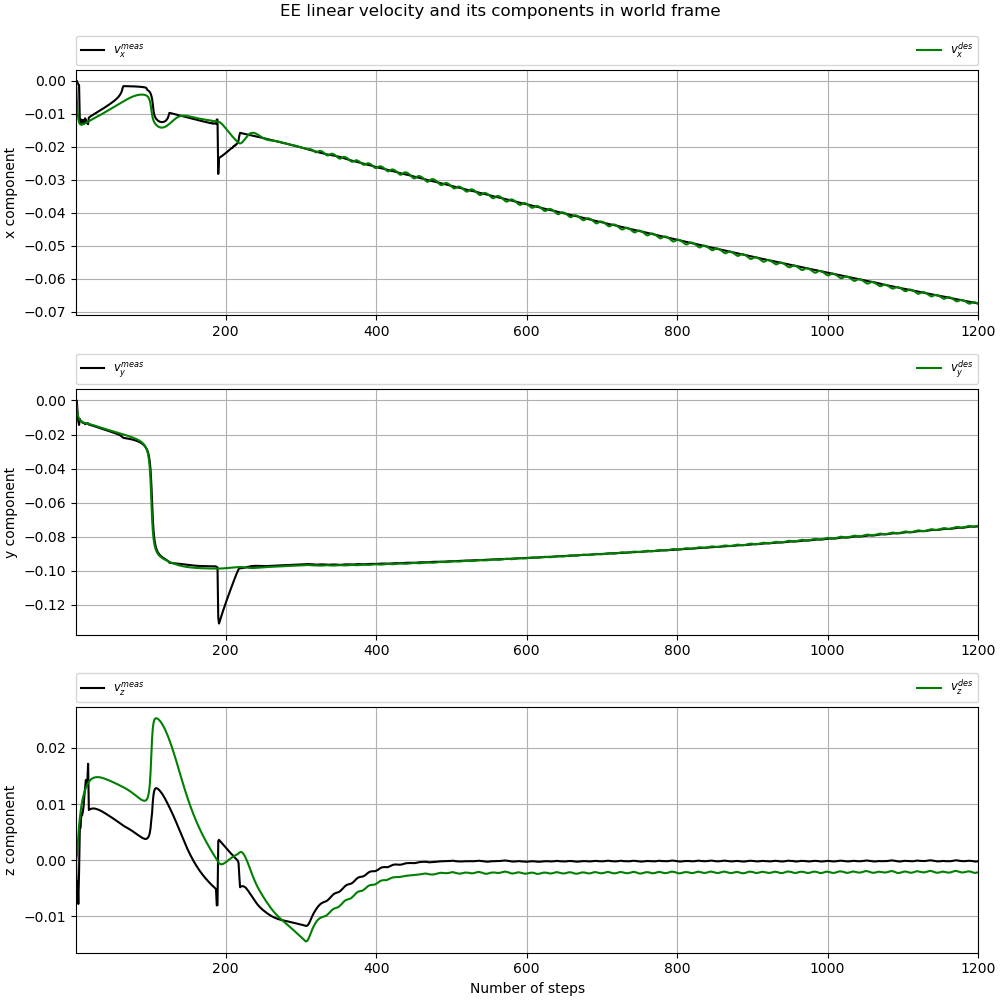 EE linear velocity and its components in world frame
v_x^meas v_x^des
0.00
−0.01
−0.02
−0.03
−0.04
−0.05
−0.06
−0.07
x component
200 400 600 800 1000 1200
v_y^meas v_y^des
0.00
−0.02
−0.04
−0.06
−0.08
−0.10
−0.12
y component
200 400 600 800 1000 1200
v_z^meas v_z^des
0.02
0.01
0.00
−0.01
z component
200 400 600 800 1000 1200
Number of steps